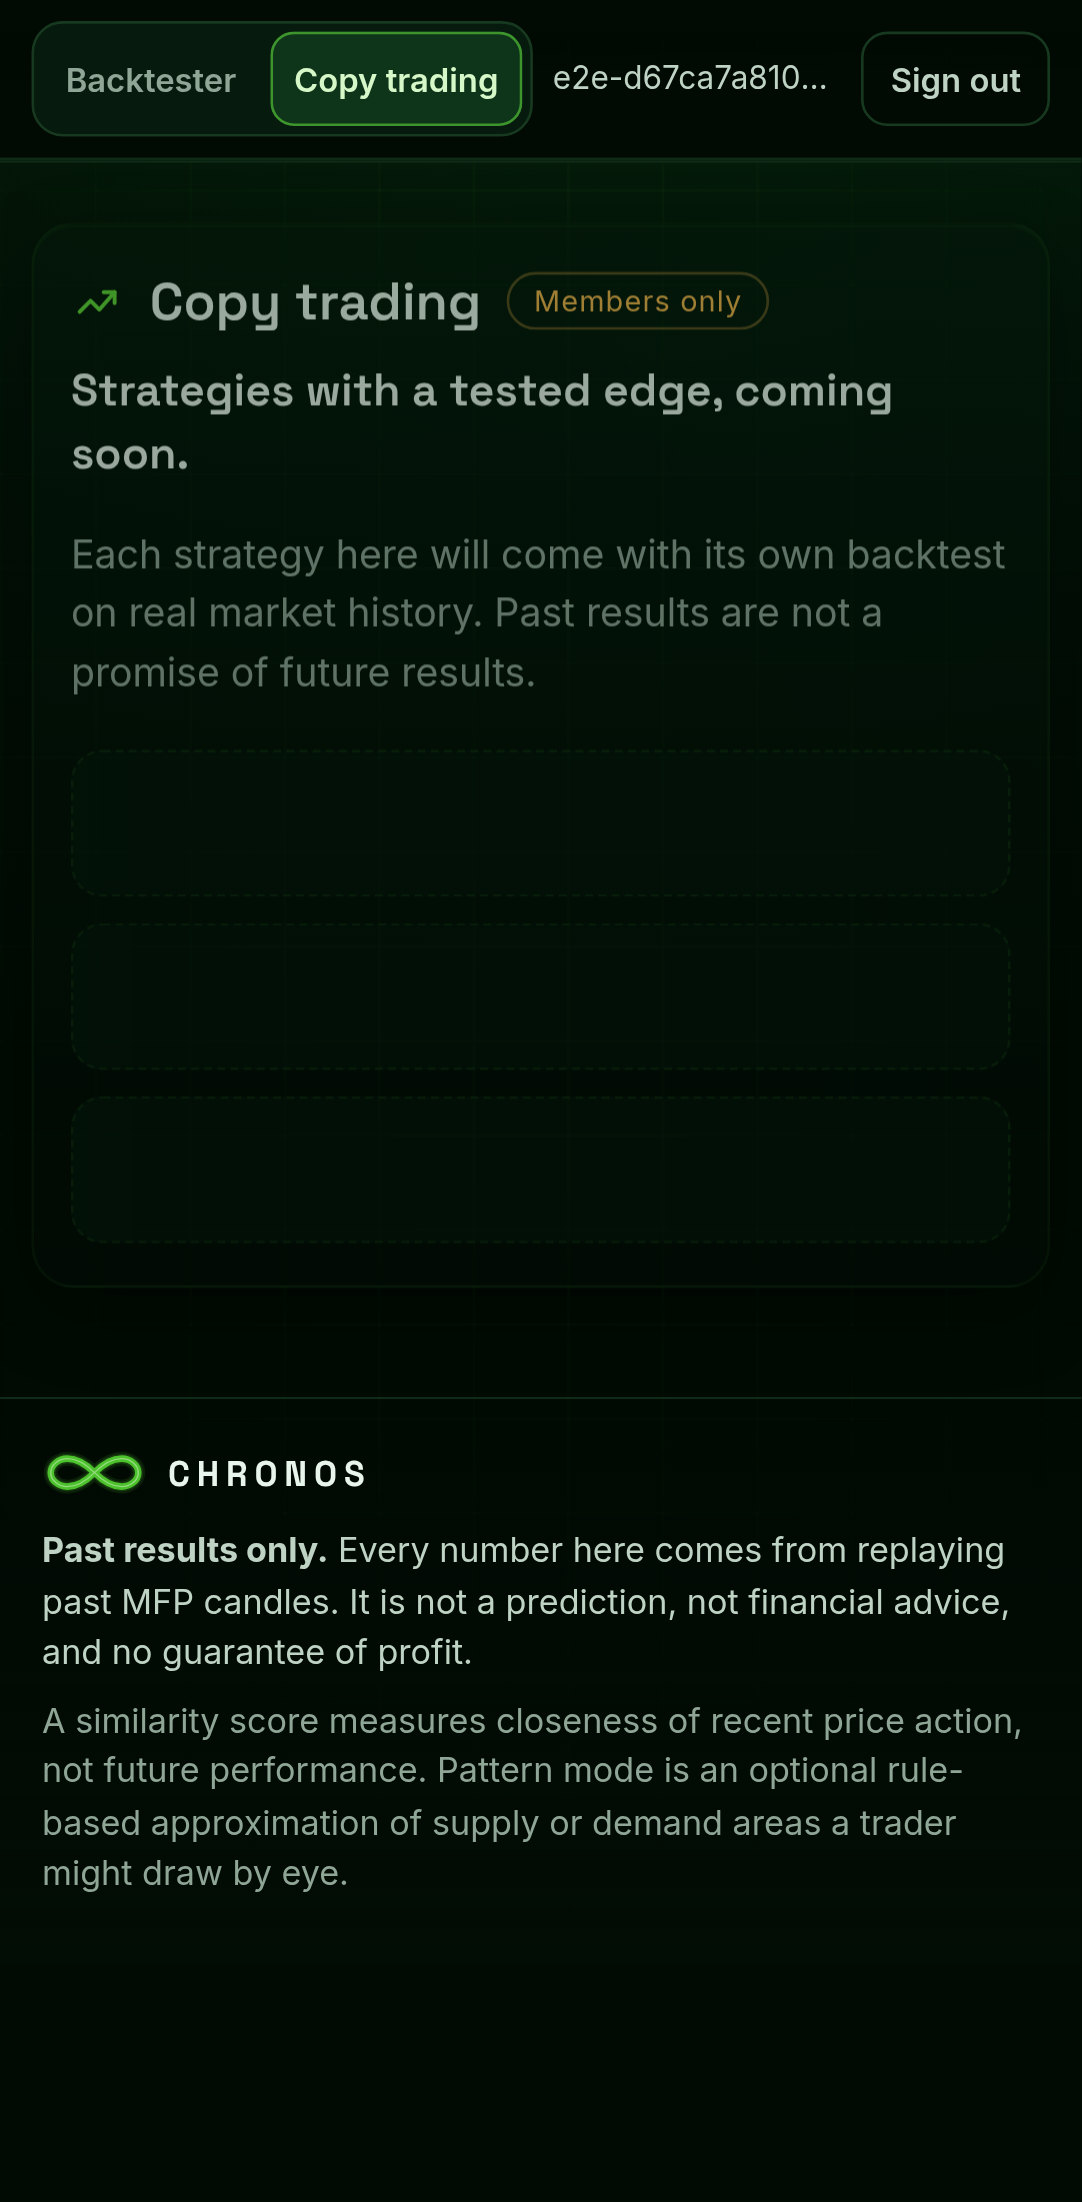 Backtester Copy trading e2e-d67ca7a810... Sign out
Copy trading Members only
Strategies with a tested edge, coming
soon.
Each strategy here will come with its own backtest
on real market history. Past results are not a
promise of future results.
CHRONOS
Past results only. Every number here comes from replaying
past MFP candles. It is not a prediction, not financial advice,
and no guarantee of profit.
A similarity score measures closeness of recent price action,
not future performance. Pattern mode is an optional rule-
based approximation of supply or demand areas a trader
might draw by eye.